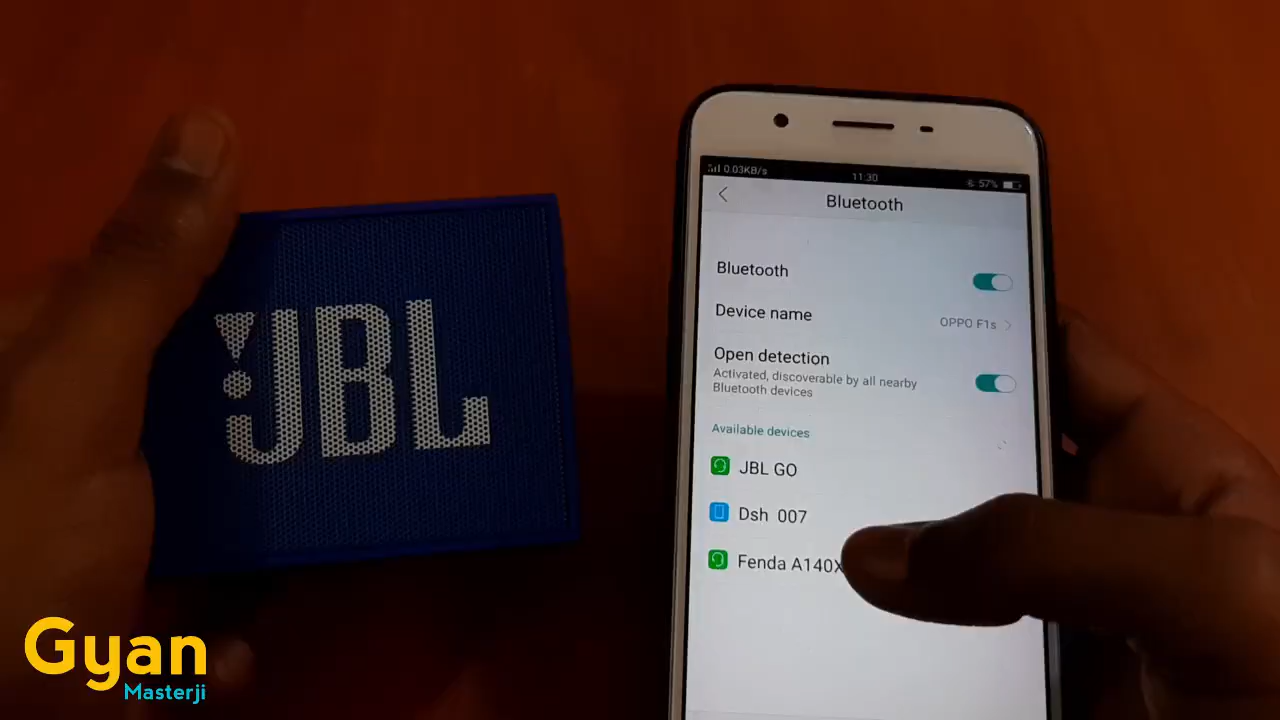 JBL
0.03KB/s
11:30
57%
Bluetooth
Bluetooth
Device name
OPPO F1s
Open detection
Activated, discoverable by all nearby
Bluetooth devices
Available devices
JBL GO
Dsh 007
Fenda A140X
Gyan
Masterji